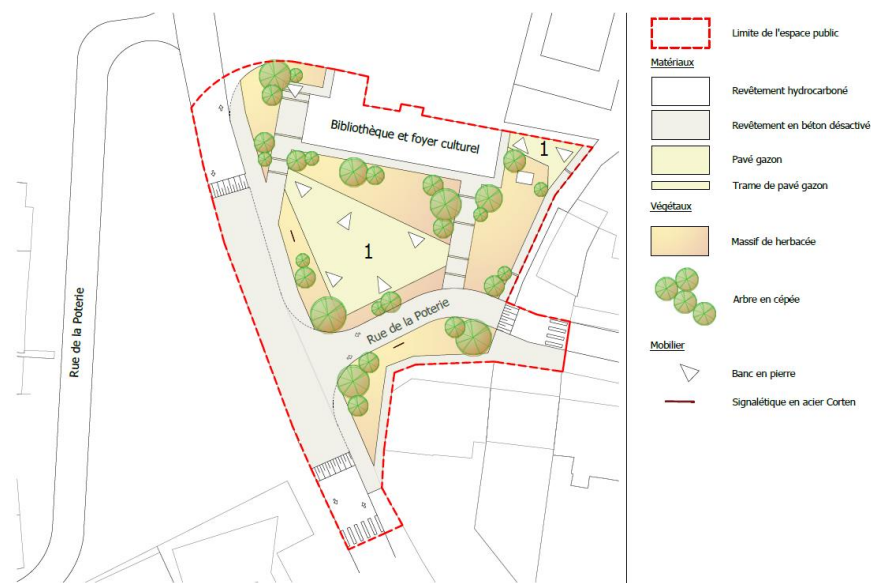 Rue de la Poterie
Bibliothèque et foyer culturel
1
1
Rue de la Poterie
Limite de l'espace public
Matériaux
Revêtement hydrocarboné
Revêtement en béton désactivé
Pavé gazon
Trame de pavé gazon
Végétaux
Massif de herbacée
Arbre en cépée
Mobilier
Banc en pierre
Signalétique en acier Corten